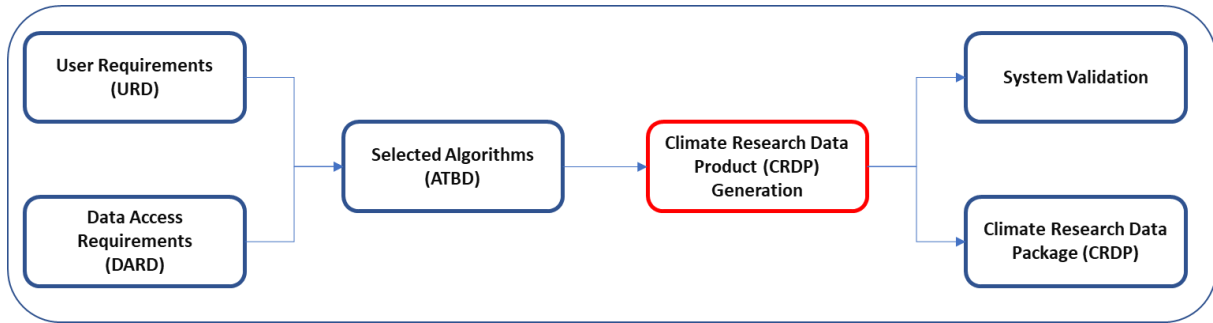 User Requirements
(URD)
Data Access
Requirements
(DARD)
Selected Algorithms
(ATBD)
Climate Research Data
Product (CRDP)
Generation
System Validation
Climate Research Data
Package (CRDP)